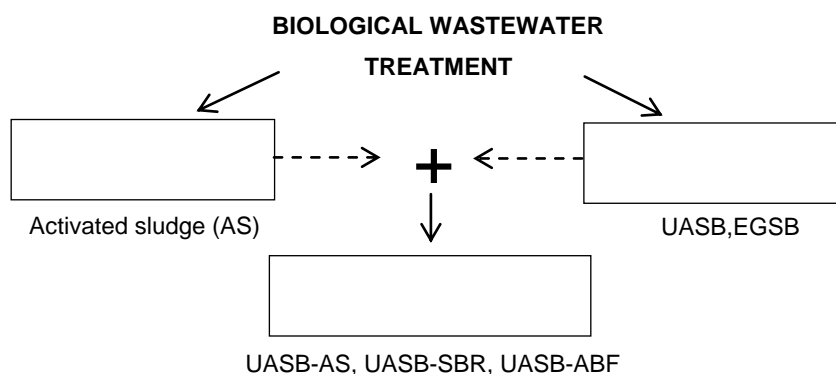 BIOLOGICAL WASTEWATER
TREATMENT
+
Activated sludge (AS)
UASB,EGSB
UASB-AS, UASB-SBR, UASB-ABF